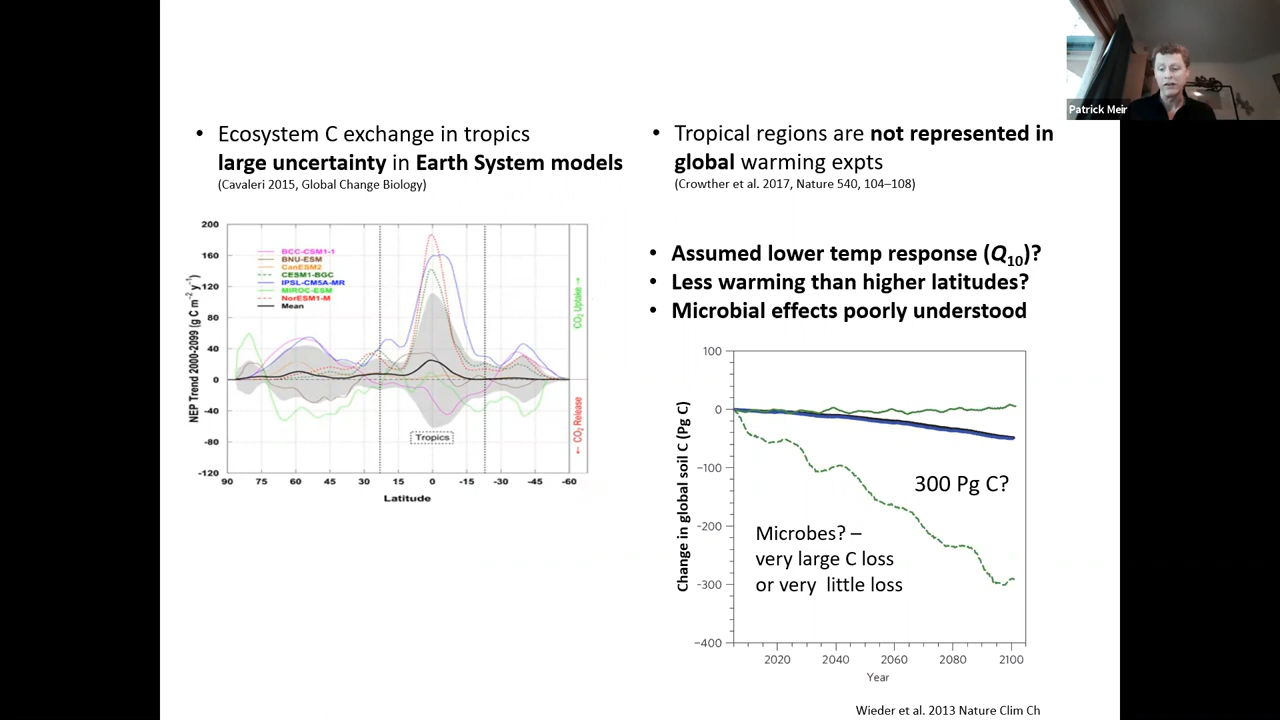 Patrick Meir
• Ecosystem C exchange in tropics
large uncertainty in Earth System models
(Cavaleri 2015, Global Change Biology)
200
160
120
80
40
0
-40
-80
-120
NEP Trend 2000-2099 (g C m⁻² y⁻¹)
BCC-CSM1-1
BNU-ESM
CanESM2
CESM1-BGC
IPSL-CM5A-MR
MIROC-ESM
NorESM1-M
Mean
CO₂ Uptake →
← CO₂ Release
Tropics
90 75 60 45 30 15 0 -15 -30 -45 -60
Latitude
• Tropical regions are not represented in
global warming expts
(Crowther et al. 2017, Nature 540, 104–108)
• Assumed lower temp response (Q₁₀)?
• Less warming than higher latitudes?
• Microbial effects poorly understood
100
0
−100
−200
−300
−400
Change in global soil C (Pg C)
300 Pg C?
Microbes? –
very large C loss
or very little loss
2020 2040 2060 2080 2100
Year
Wieder et al. 2013 Nature Clim Ch